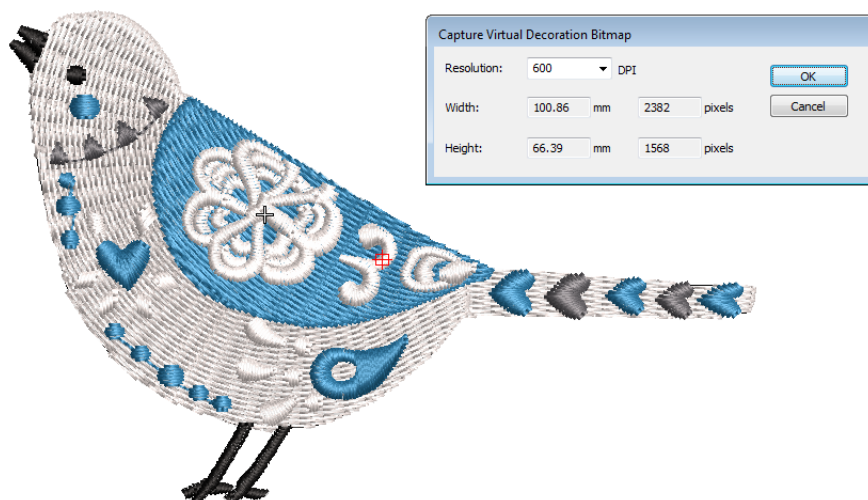 Capture Virtual Decoration Bitmap
Resolution: 600 DPI
OK
Width: 100.86 mm 2382 pixels
Cancel
Height: 66.39 mm 1568 pixels